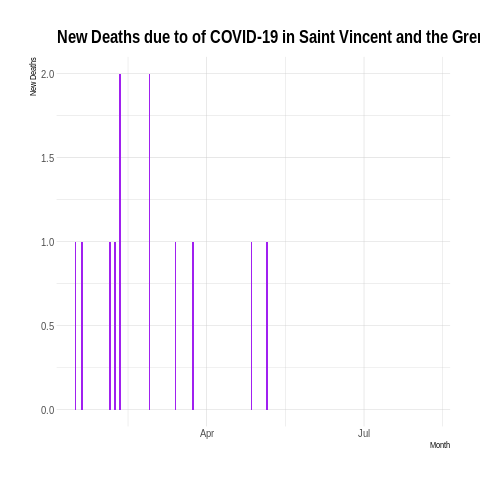 New Deaths due to of COVID-19 in Saint Vincent and the Gren
New Deaths
2.0
1.5
1.0
0.5
0.0
Apr
Jul
Month